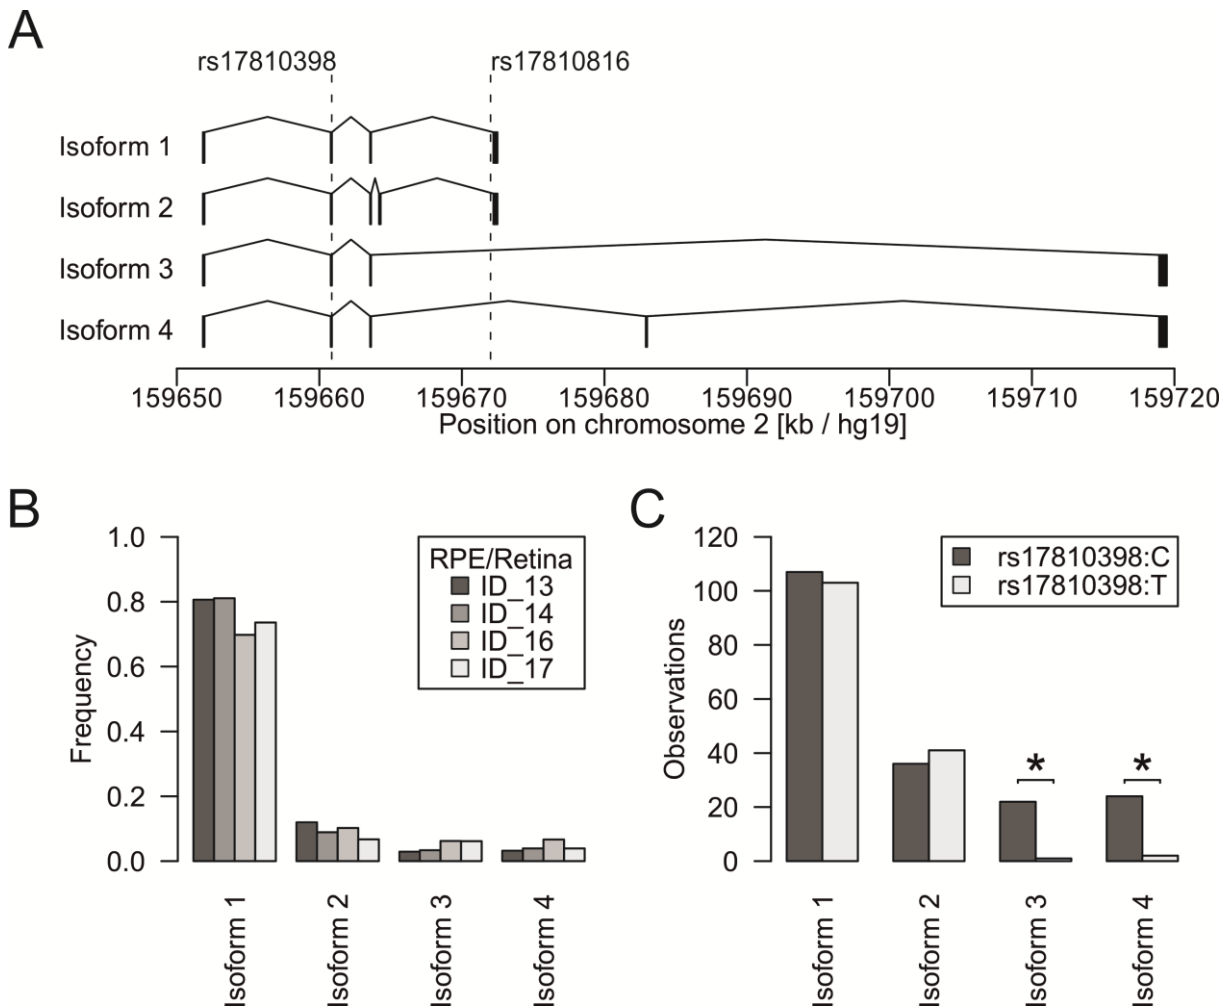 A
rs17810398 rs17810816
Isoform 1
Isoform 2
Isoform 3
Isoform 4
159650 159660 159670 159680 159690 159700 159710 159720
Position on chromosome 2 [kb / hg19]
B
1.0
0.8
0.6
0.4
0.2
0.0
Frequency
RPE/Retina
ID_13
ID_14
ID_16
ID_17
Isoform 1
Isoform 2
Isoform 3
Isoform 4
C
120
100
80
60
40
20
0
Observations
rs17810398:C
rs17810398:T
* *
Isoform 1
Isoform 2
Isoform 3
Isoform 4